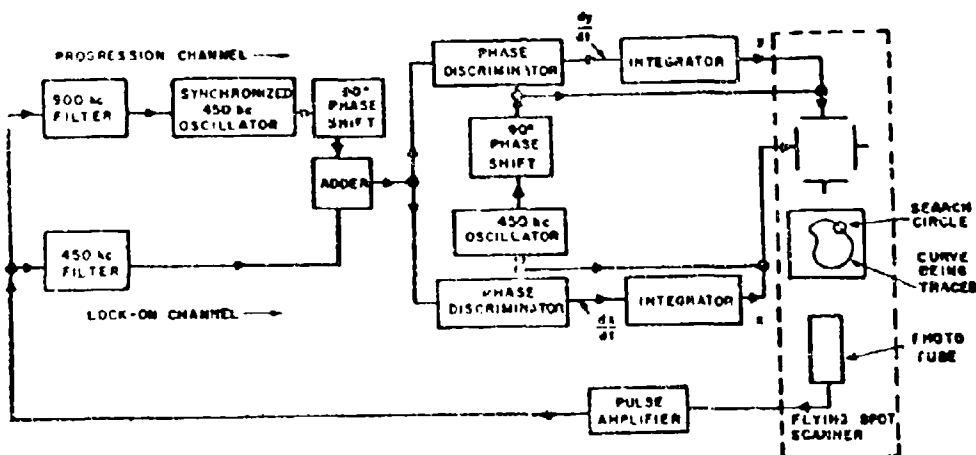 PROGRESSION CHANNEL
900 kc
FILTER
SYNCHRONIZED
450 kc
OSCILLATOR
90°
PHASE
SHIFT
ADDER
450 kc
FILTER
LOCK-ON CHANNEL
PHASE
DISCRIMINATOR
dy
dt
INTEGRATOR
y
90°
PHASE
SHIFT
450 kc
OSCILLATOR
PHASE
DISCRIMINATOR
dx
dt
INTEGRATOR
x
SEARCH
CIRCLE
CURVE
BEING
TRACED
PHOTO
TUBE
PULSE
AMPLIFIER
FLYING SPOT
SCANNER